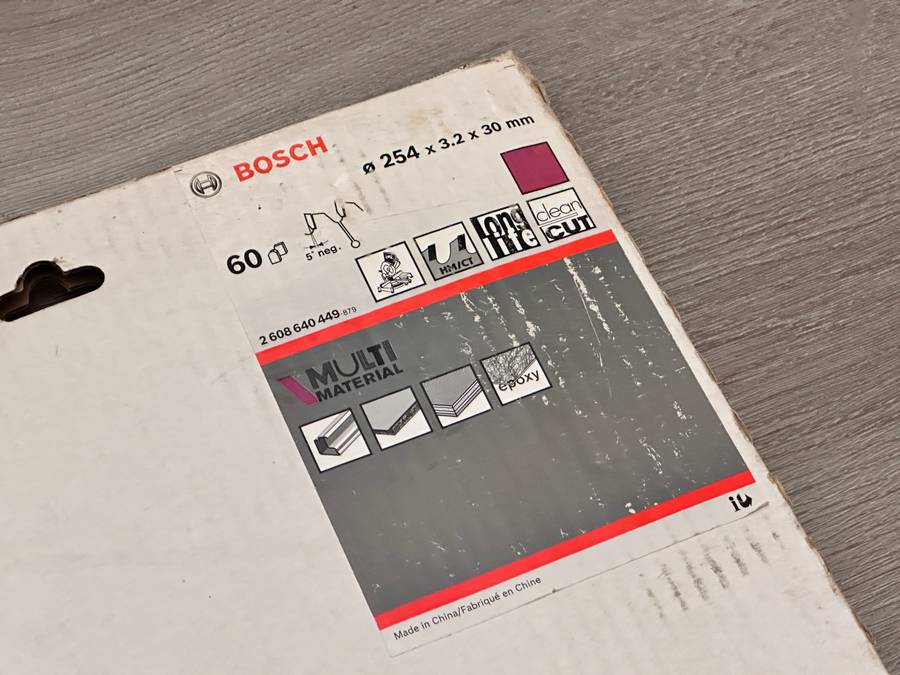 BOSCH
ø 254 x 3.2 x 30 mm
60
5° neg.
HM/CT
long life
clean CUT
2 608 640 449-879
MULTI
MATERIAL
epoxy
Made in China/Fabriqué en Chine